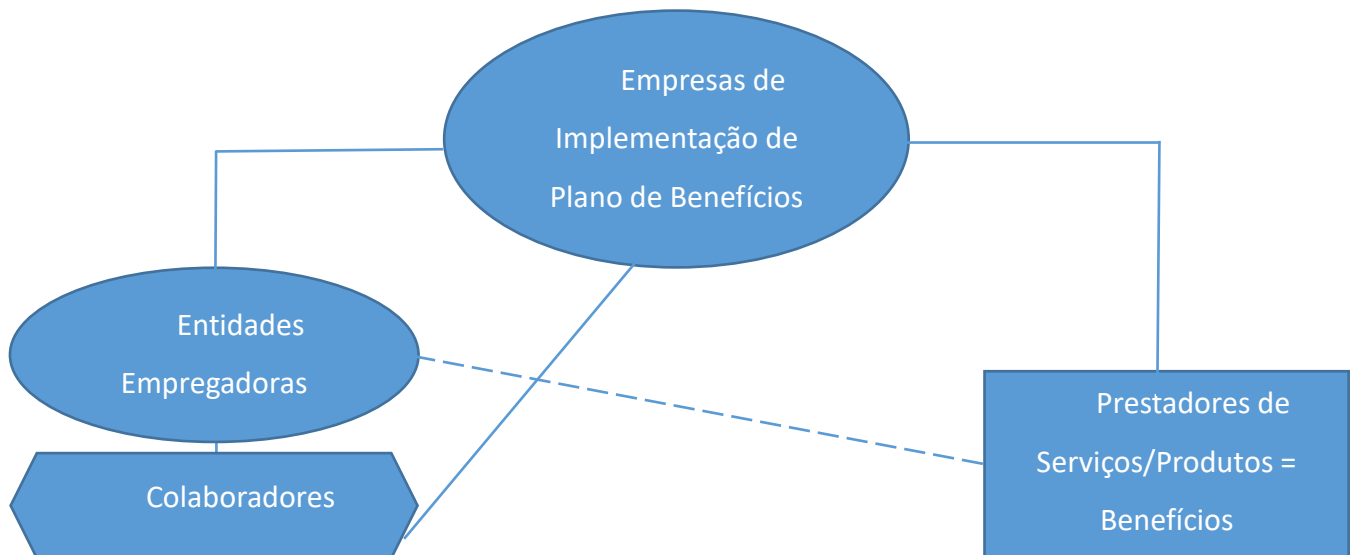 Empresas de
Implementação de
Plano de Benefícios
Entidades
Empregadoras
Colaboradores
Prestadores de
Serviços/Produtos =
Benefícios